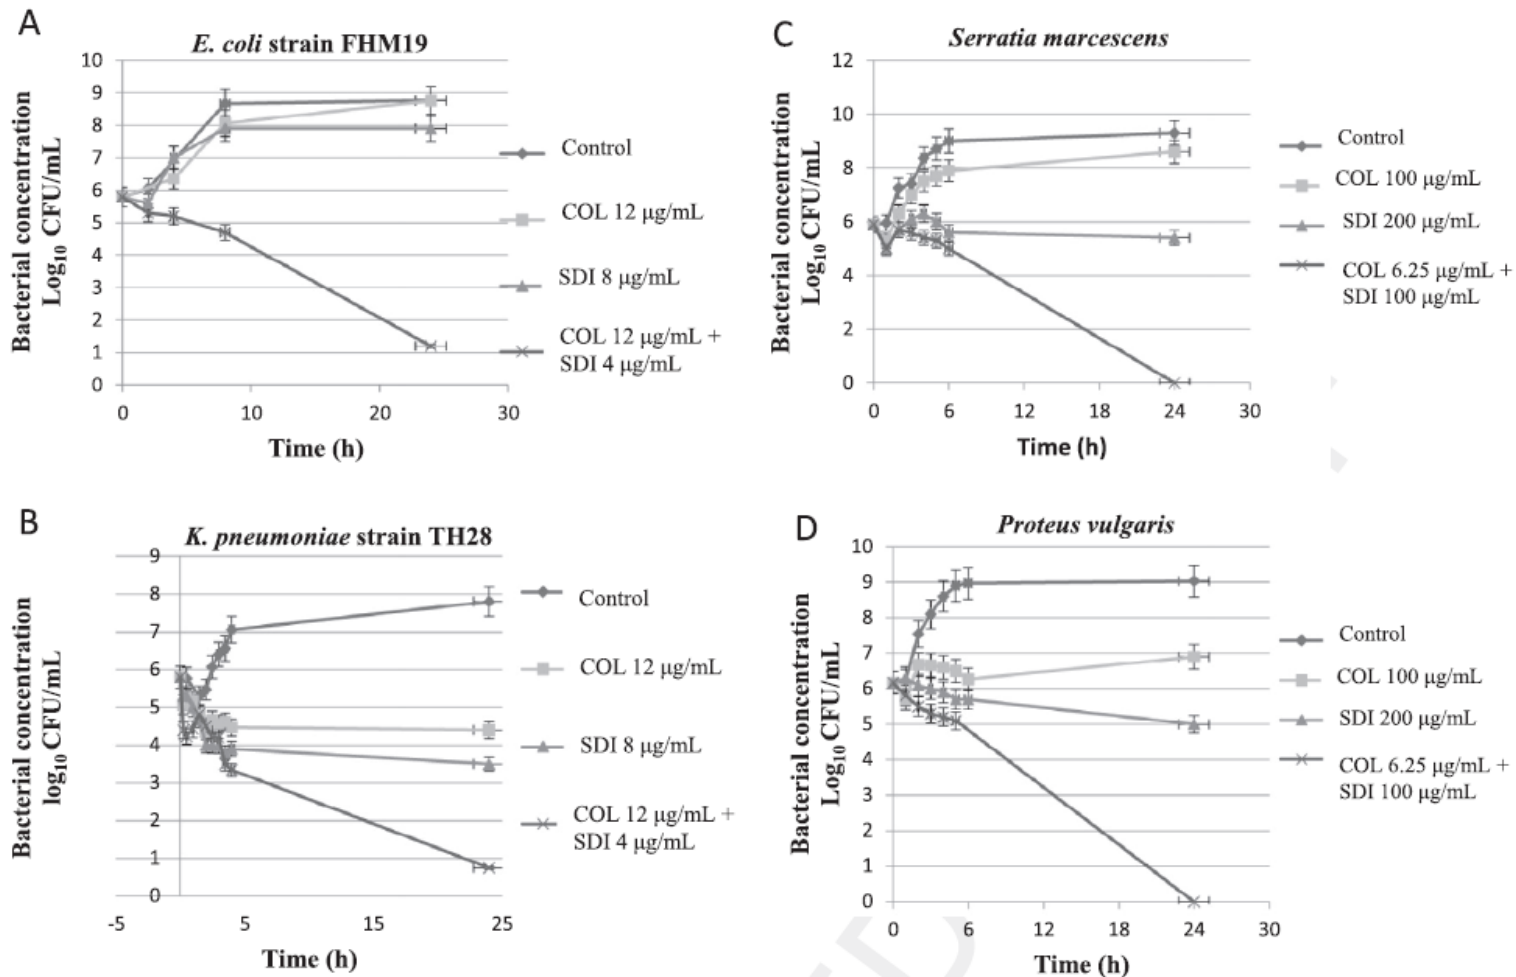 A
E. coli strain FHM19
10
9
8
7
6
5
4
3
2
1
0
Bacterial concentration
Log10 CFU/mL
0
10
20
30
Time (h)
Control
COL 12 µg/mL
SDI 8 µg/mL
COL 12 µg/mL +
SDI 4 µg/mL
C
Serratia marcescens
12
10
8
6
4
2
0
Bacterial concentration
Log10 CFU/mL
0
6
12
18
24
30
Time (h)
Control
COL 100 µg/mL
SDI 200 µg/mL
COL 6.25 µg/mL +
SDI 100 µg/mL
B
K. pneumoniae strain TH28
9
8
7
6
5
4
3
2
1
0
Bacterial concentration
log10 CFU/mL
-5
5
15
25
Time (h)
Control
COL 12 µg/mL
SDI 8 µg/mL
COL 12 µg/mL +
SDI 4 µg/mL
D
Proteus vulgaris
10
9
8
7
6
5
4
3
2
1
0
Bacterial concentration
Log10 CFU/mL
0
6
12
18
24
30
Time (h)
Control
COL 100 µg/mL
SDI 200 µg/mL
COL 6.25 µg/mL +
SDI 100 µg/mL